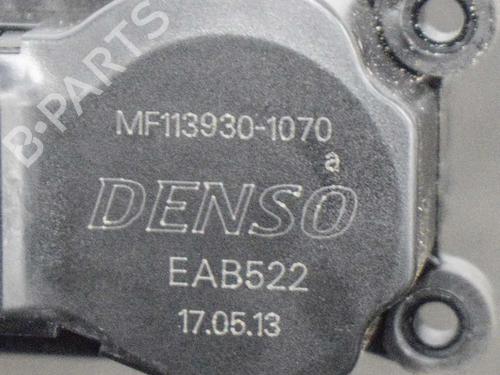 B-PARTS
MF113930-1070
a
DENSO
EAB522
17.05.13